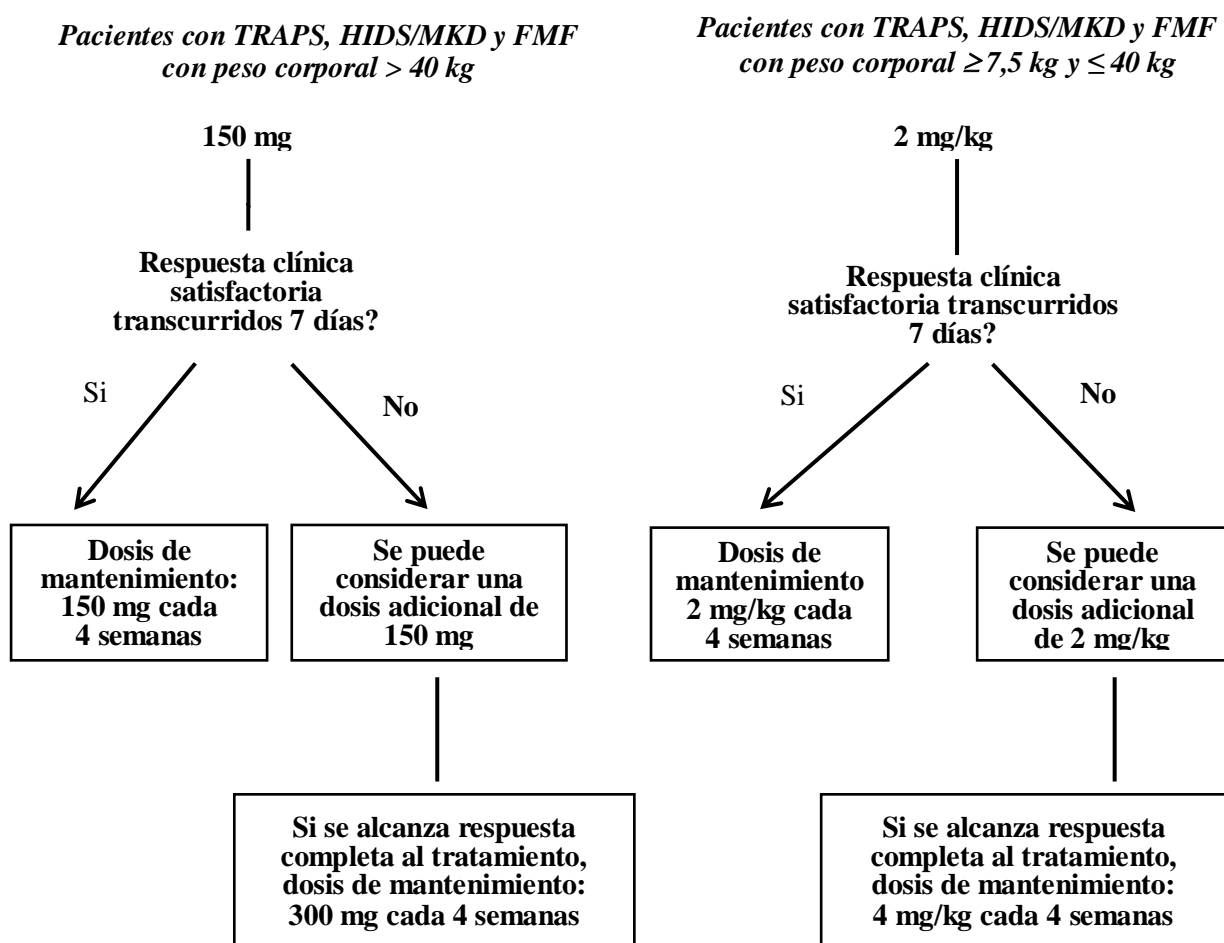 Pacientes con TRAPS, HIDS/MKD y FMF
con peso corporal > 40 kg
150 mg
Respuesta clínica
satisfactoria
transcurridos 7 días?
Si
No
Dosis de
mantenimiento:
150 mg cada
4 semanas
Se puede
considerar una
dosis adicional de
150 mg
Si se alcanza respuesta
completa al tratamiento,
dosis de mantenimiento:
300 mg cada 4 semanas
Pacientes con TRAPS, HIDS/MKD y FMF
con peso corporal ≥ 7,5 kg y ≤ 40 kg
2 mg/kg
Respuesta clínica
satisfactoria transcurridos
7 días?
Si
No
Dosis de
mantenimiento
2 mg/kg cada
4 semanas
Se puede
considerar una
dosis adicional
de 2 mg/kg
Si se alcanza respuesta
completa al tratamiento,
dosis de mantenimiento:
4 mg/kg cada 4 semanas